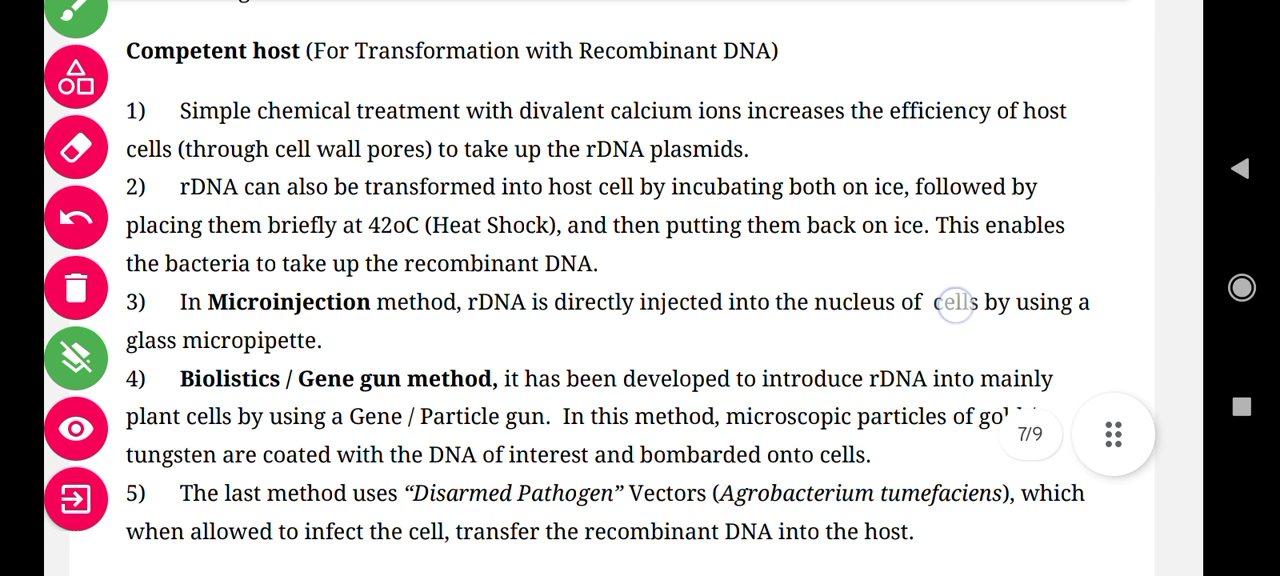 Competent host (For Transformation with Recombinant DNA)
1) Simple chemical treatment with divalent calcium ions increases the efficiency of host
cells (through cell wall pores) to take up the rDNA plasmids.
2) rDNA can also be transformed into host cell by incubating both on ice, followed by
placing them briefly at 42oC (Heat Shock), and then putting them back on ice. This enables
the bacteria to take up the recombinant DNA.
3) In Microinjection method, rDNA is directly injected into the nucleus of cells by using a
glass micropipette.
4) Biolistics / Gene gun method, it has been developed to introduce rDNA into mainly
plant cells by using a Gene / Particle gun. In this method, microscopic particles of
7/9
tungsten are coated with the DNA of interest and bombarded onto cells.
5) The last method uses “Disarmed Pathogen” Vectors (Agrobacterium tumefaciens), which
when allowed to infect the cell, transfer the recombinant DNA into the host.